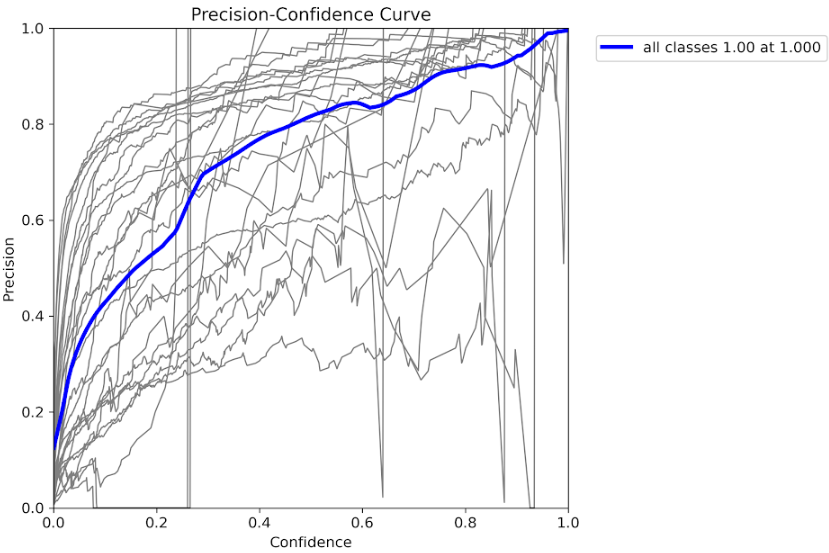 Precision-Confidence Curve
1.0
0.8
0.6
0.4
0.2
0.0
Precision
0.0 0.2 0.4 0.6 0.8 1.0
Confidence
all classes 1.00 at 1.000